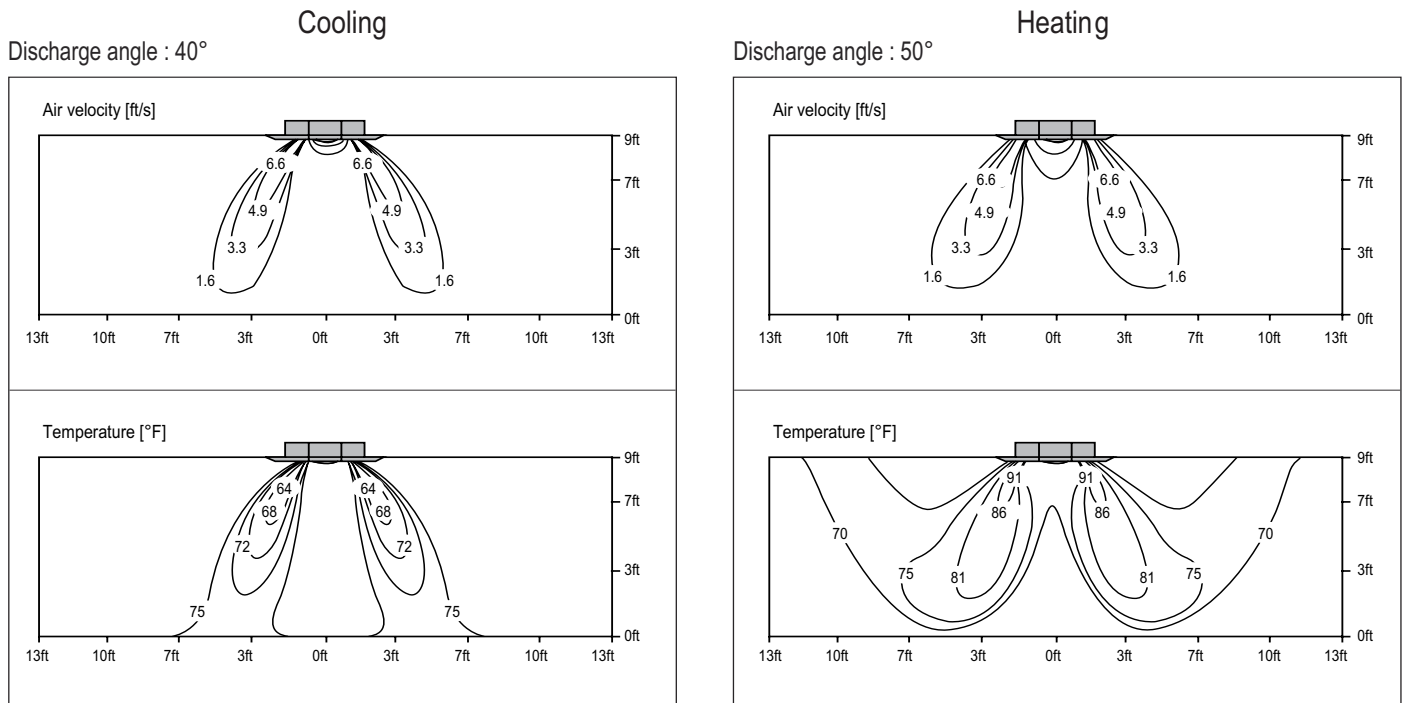 Cooling
Discharge angle : 40°
Air velocity [ft/s]
9ft
6.6 6.6
7ft
4.9 4.9
3.3 3.3
3ft
1.6 1.6
0ft
13ft 10ft 7ft 3ft 0ft 3ft 7ft 10ft 13ft
Temperature [°F]
9ft
64 64
7ft
68 68
72 72
3ft
75 75
0ft
13ft 10ft 7ft 3ft 0ft 3ft 7ft 10ft 13ft
Heating
Discharge angle : 50°
Air velocity [ft/s]
9ft
6.6 6.6
7ft
4.9 4.9
3.3 3.3
3ft
1.6 1.6
0ft
13ft 10ft 7ft 3ft 0ft 3ft 7ft 10ft 13ft
Temperature [°F]
9ft
91 91
7ft
86 86
70 70
75 81 81 75
3ft
0ft
13ft 10ft 7ft 3ft 0ft 3ft 7ft 10ft 13ft